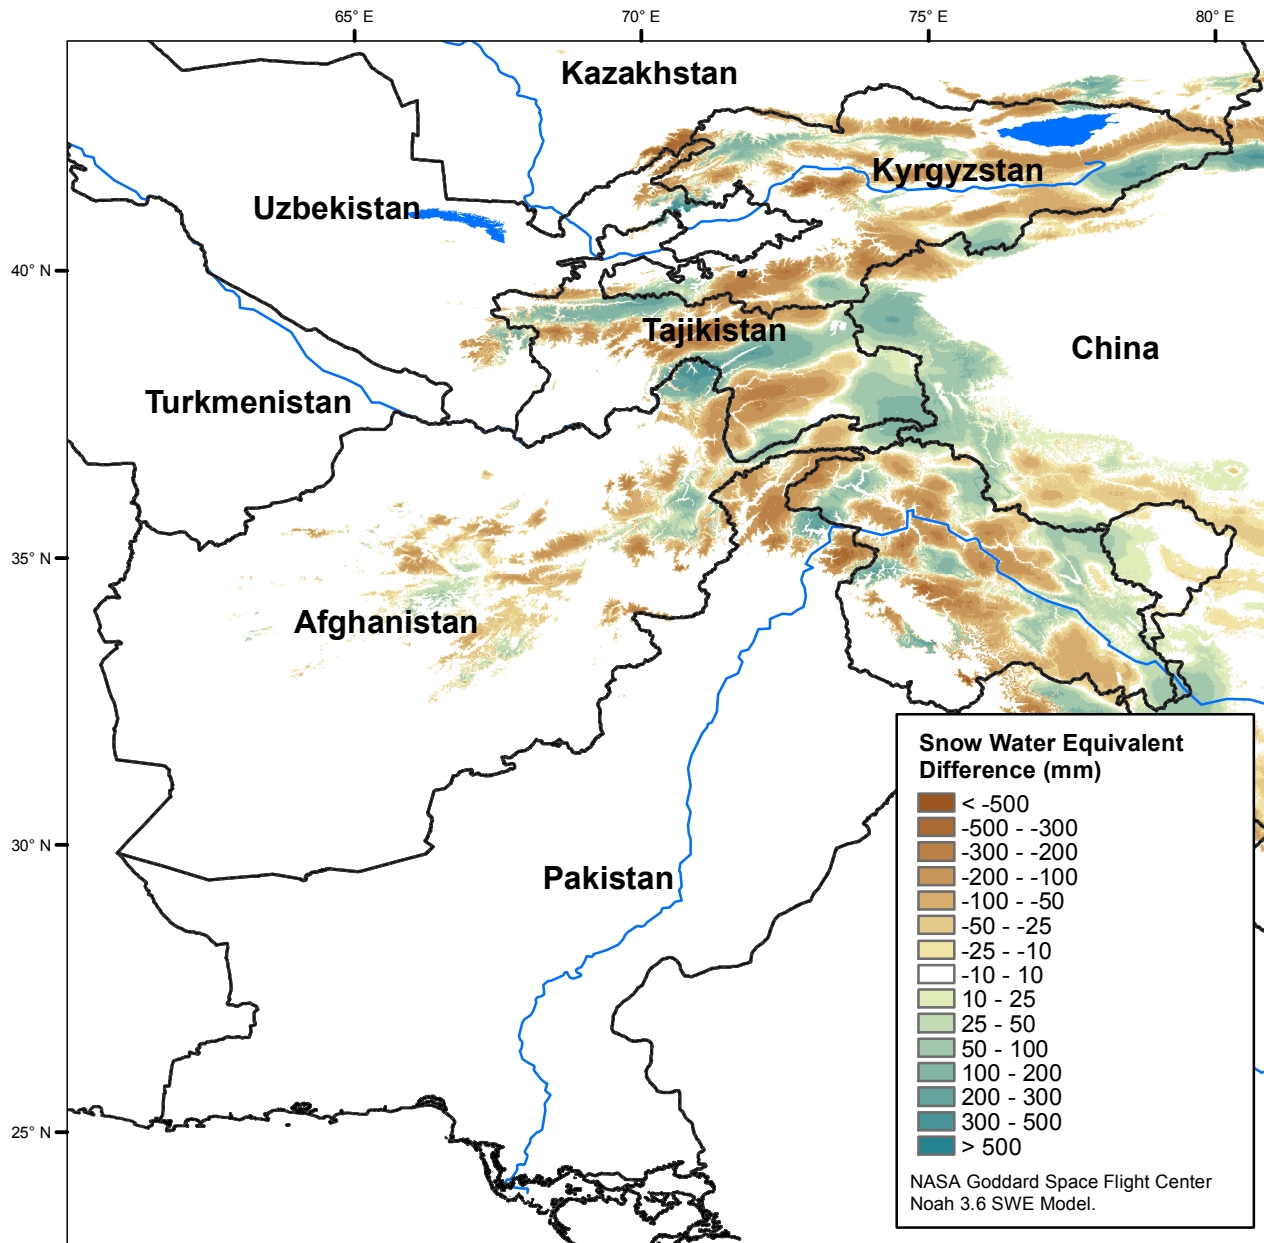 65° E
70° E
75° E
80° E
Kazakhstan
Kyrgyzstan
Uzbekistan
40° N
Tajikistan
China
Turkmenistan
35° N
Afghanistan
Snow Water Equivalent
Difference (mm)
< -500
-500 - -300
-300 - -200
-200 - -100
-100 - -50
-50 - -25
-25 - -10
-10 - 10
10 - 25
25 - 50
50 - 100
100 - 200
200 - 300
300 - 500
> 500
NASA Goddard Space Flight Center
Noah 3.6 SWE Model.
30° N
Pakistan
25° N